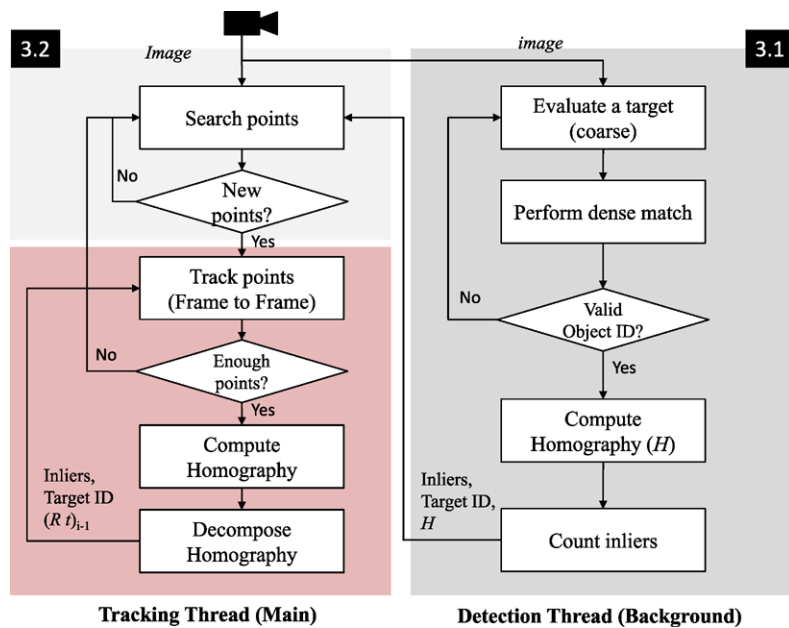 3.2
Image
image
3.1
Search points
No
New
points?
Yes
Track points
(Frame to Frame)
No
Enough
points?
Yes
Compute
Homography
Inliers,
Target ID
(R t)i-1
Decompose
Homography
Evaluate a target
(coarse)
Perform dense match
No
Valid
Object ID?
Yes
Compute
Homography (H)
Inliers,
Target ID,
H
Count inliers
Tracking Thread (Main)
Detection Thread (Background)